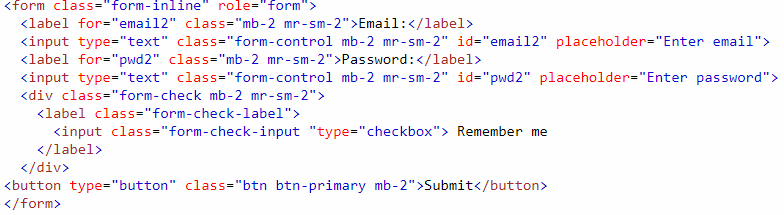 <form class="form-inline" role="form">
  <label for="email2" class="mb-2 mr-sm-2">Email:</label>
  <input type="text" class="form-control mb-2 mr-sm-2" id="email2" placeholder="Enter email">
  <label for="pwd2" class="mb-2 mr-sm-2">Password:</label>
  <input type="text" class="form-control mb-2 mr-sm-2" id="pwd2" placeholder="Enter password">
  <div class="form-check mb-2 mr-sm-2">
    <label class="form-check-label">
      <input class="form-check-input "type="checkbox"> Remember me
    </label>
  </div>
<button type="button" class="btn btn-primary mb-2">Submit</button>
</form>